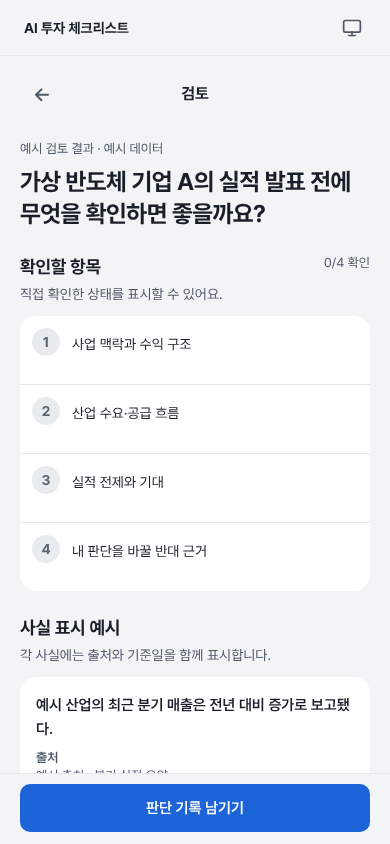 AI 투자 체크리스트
검토
예시 검토 결과 · 예시 데이터
가상 반도체 기업 A의 실적 발표 전에
무엇을 확인하면 좋을까요?
확인할 항목
0/4 확인
직접 확인한 상태를 표시할 수 있어요.
1
사업 맥락과 수익 구조
2
산업 수요·공급 흐름
3
실적 전제와 기대
4
내 판단을 바꿀 반대 근거
사실 표시 예시
각 사실에는 출처와 기준일을 함께 표시합니다.
예시 산업의 최근 분기 매출은 전년 대비 증가로 보고됐
다.
출처
판단 기록 남기기